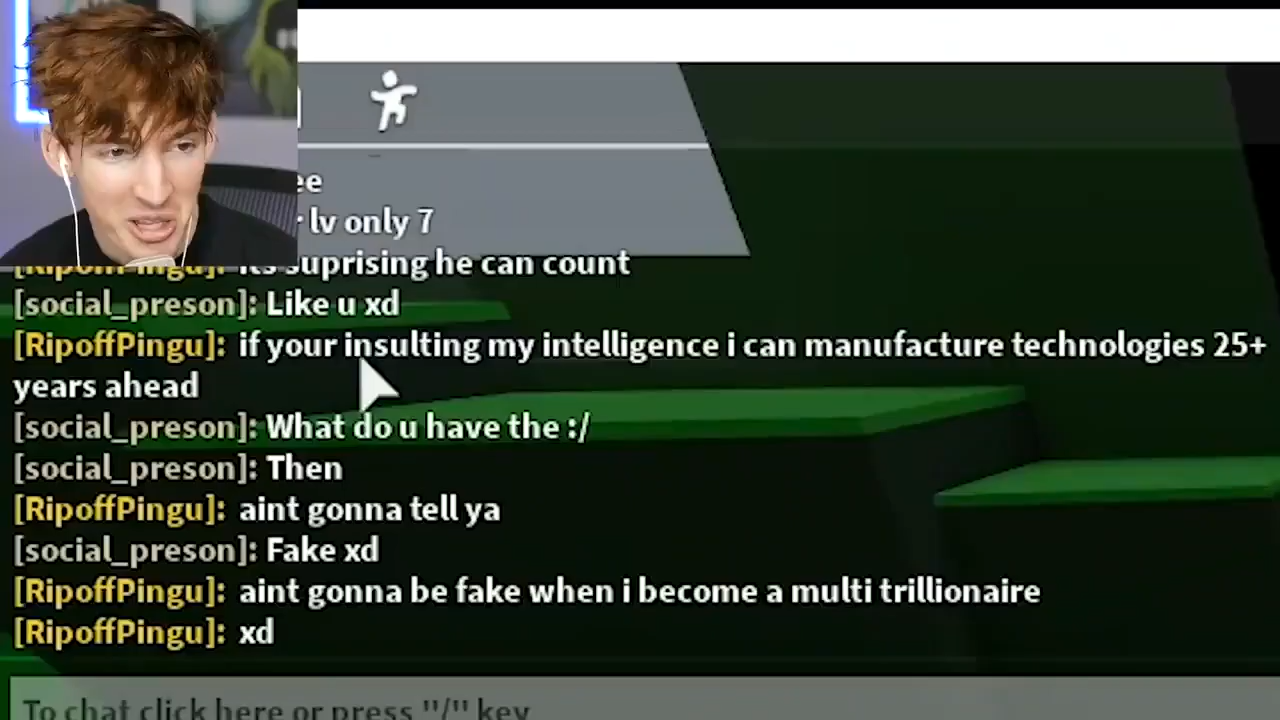 lv only 7
[RipoffPingu]: its suprising he can count
[social_preson]: Like u xd
[RipoffPingu]: if your insulting my intelligence i can manufacture technologies 25+
years ahead
[social_preson]: What do u have the :/
[social_preson]: Then
[RipoffPingu]: aint gonna tell ya
[social_preson]: Fake xd
[RipoffPingu]: aint gonna be fake when i become a multi trillionaire
[RipoffPingu]: xd
To chat click here or press "/" key